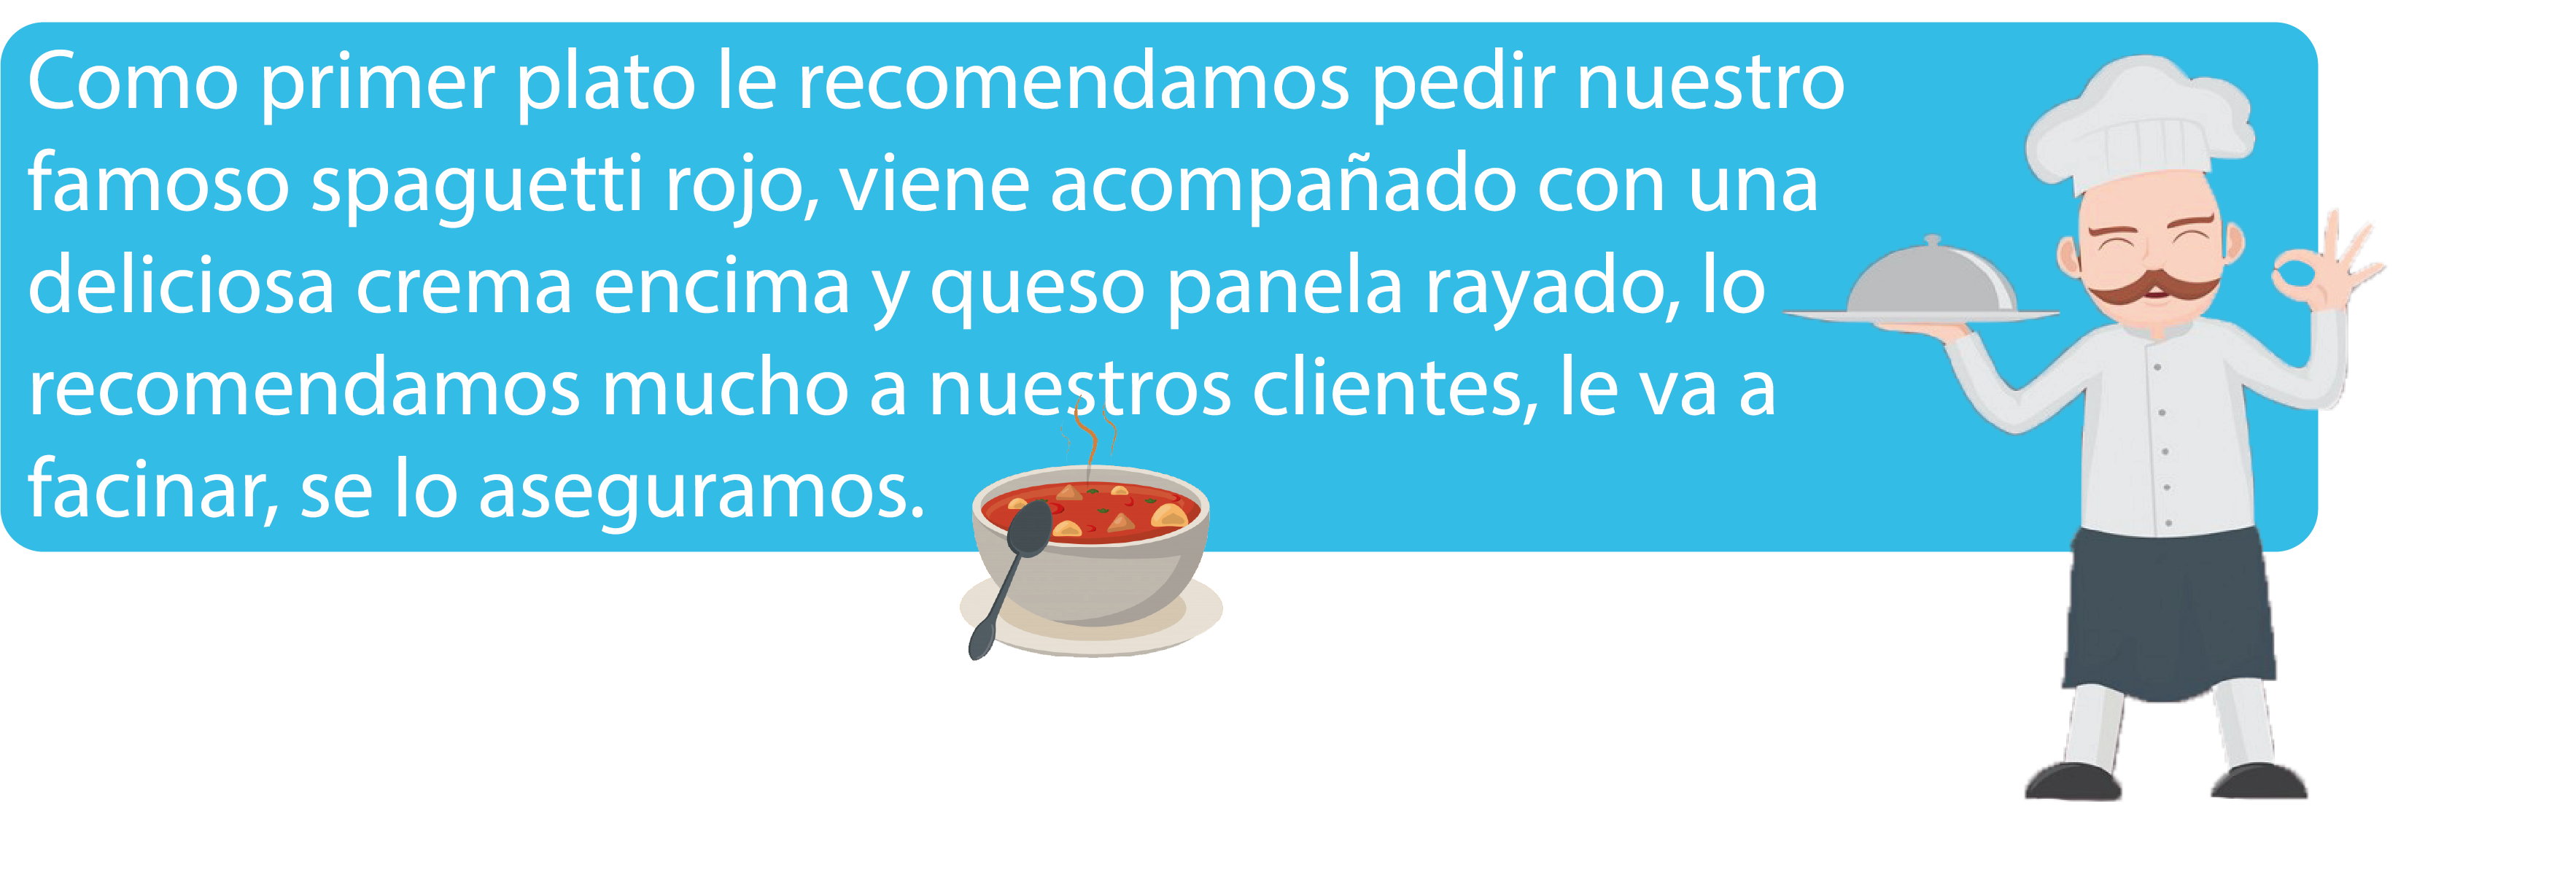 Como primer plato le recomendamos pedir nuestro
famoso spaguetti rojo, viene acompañado con una
deliciosa crema encima y queso panela rayado, lo
recomendamos mucho a nuestros clientes, le va a
facinar, se lo aseguramos.